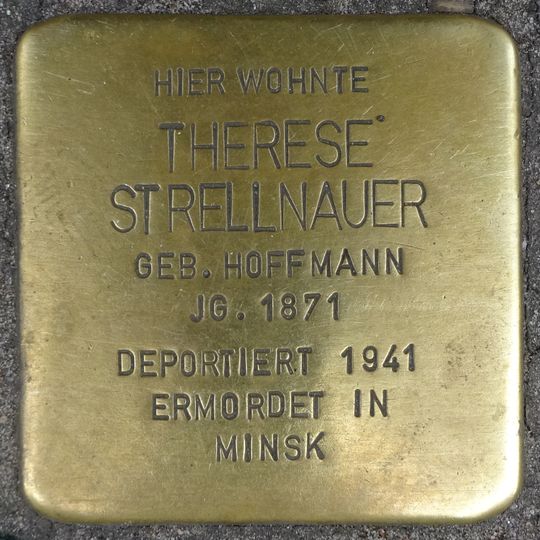 HIER WOHNTE
THERESE
STRELLNAUER
GEB. HOFFMANN
JG. 1871
DEPORTIERT 1941
ERMORDET IN
MINSK